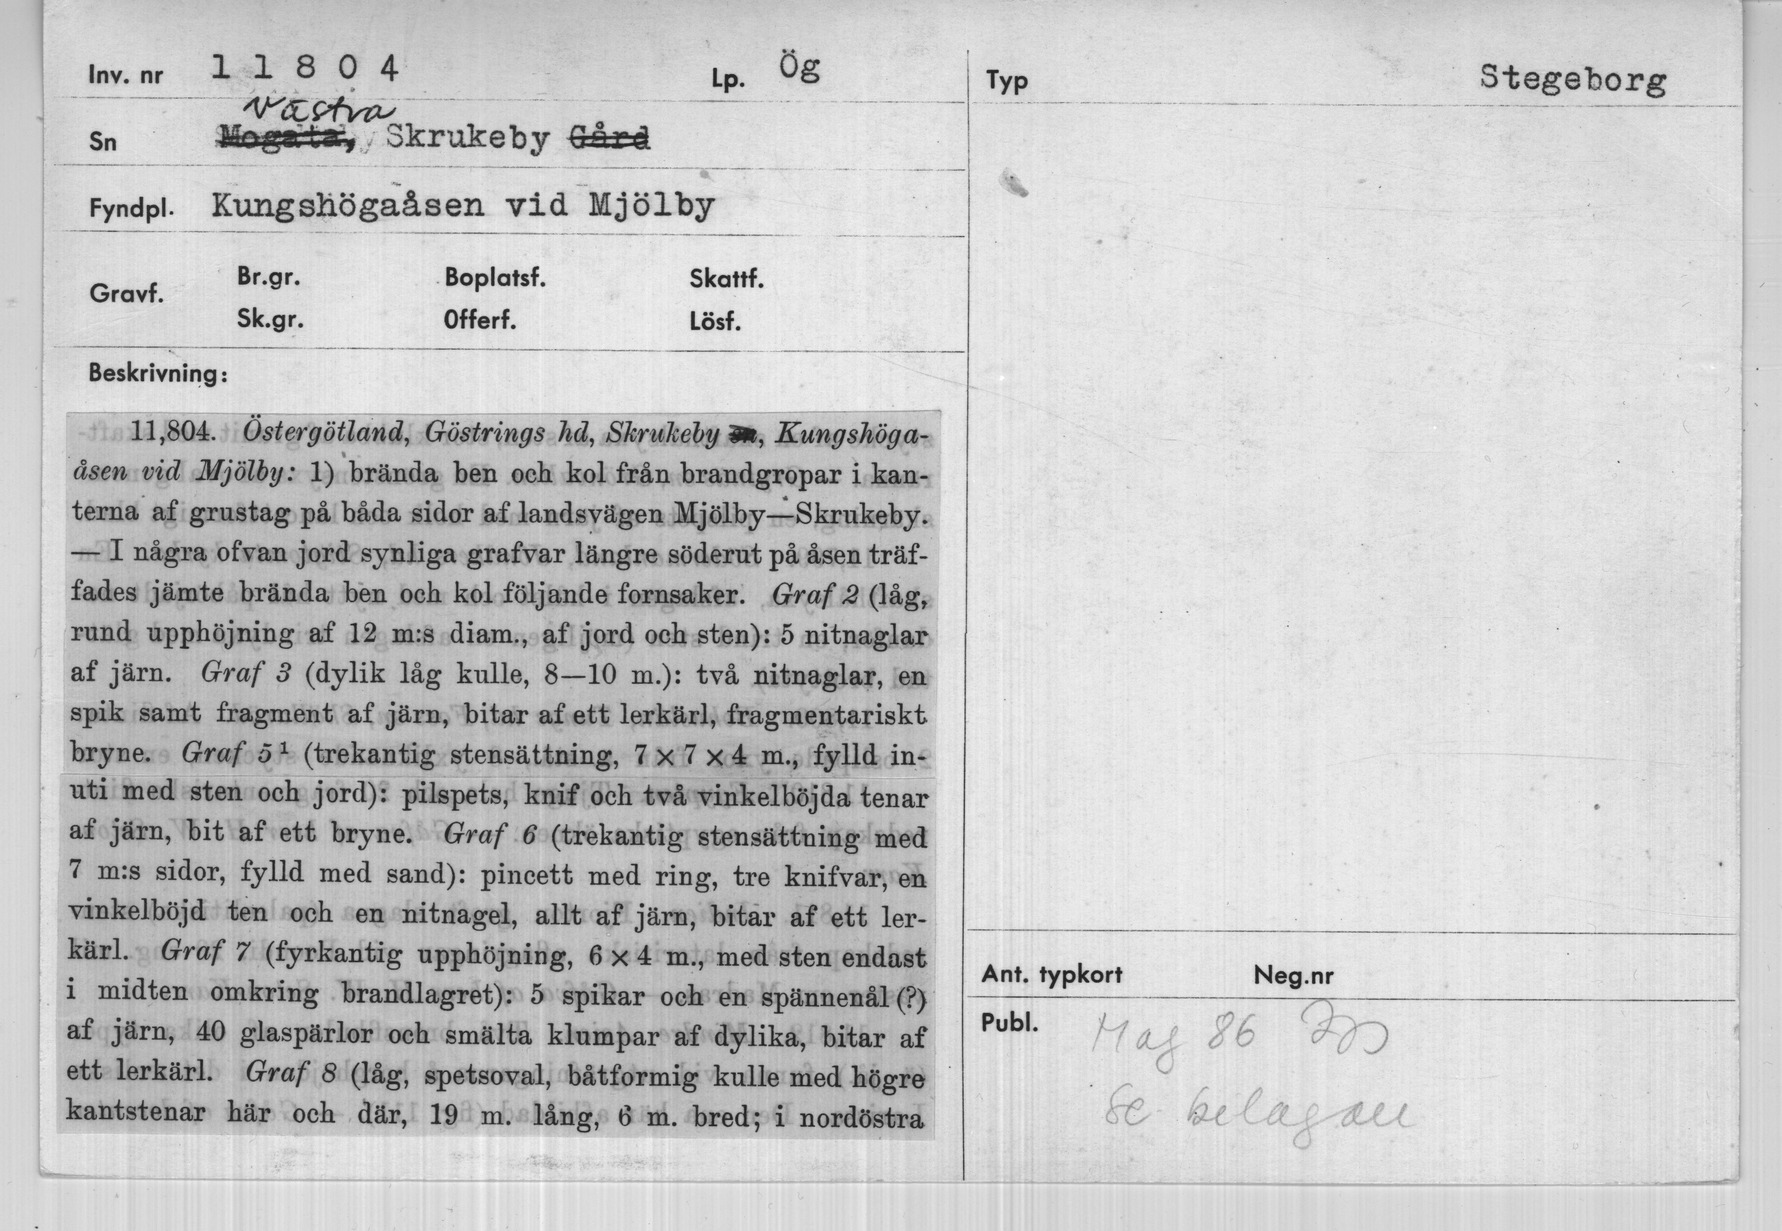 Inv. nr 11804 Lp. Ög
Västra
Sn Mogata, Skrukeby Gård
Fyndpl. Kungshögaåsen vid Mjölby
Gravf. Br.gr. Boplatsf. Skattf.
Sk.gr. Offerf. Lösf.
Beskrivning:
11,804. Östergötland, Göstrings hd, Skrukeby sn, Kungshöga-
åsen vid Mjölby: 1) brända ben och kol från brandgropar i kan-
terna af grustag på båda sidor af landsvägen Mjölby—Skrukeby.
— I några ofvan jord synliga grafvar längre söderut på åsen träf-
fades jämte brända ben och kol följande fornsaker. Graf 2 (låg,
rund upphöjning af 12 m:s diam., af jord och sten): 5 nitnaglar
af järn. Graf 3 (dylik låg kulle, 8—10 m.): två nitnaglar, en
spik samt fragment af järn, bitar af ett lerkärl, fragmentariskt
bryne. Graf 5¹ (trekantig stensättning, 7 × 7 × 4 m., fylld in-
uti med sten och jord): pilspets, knif och två vinkelböjda tenar
af järn, bit af ett bryne. Graf 6 (trekantig stensättning med
7 m:s sidor, fylld med sand): pincett med ring, tre knifvar, en
vinkelböjd ten och en nitnagel, allt af järn, bitar af ett ler-
kärl. Graf 7 (fyrkantig upphöjning, 6 × 4 m., med sten endast
i midten omkring brandlagret): 5 spikar och en spännenål (?)
af järn, 40 glaspärlor och smälta klumpar af dylika, bitar af
ett lerkärl. Graf 8 (låg, spetsoval, båtformig kulle med högre
kantstenar här och där, 19 m. lång, 6 m. bred; i nordöstra
Typ Stegeborg
Ant. typkort Neg.nr
Publ. Mag 86
Se